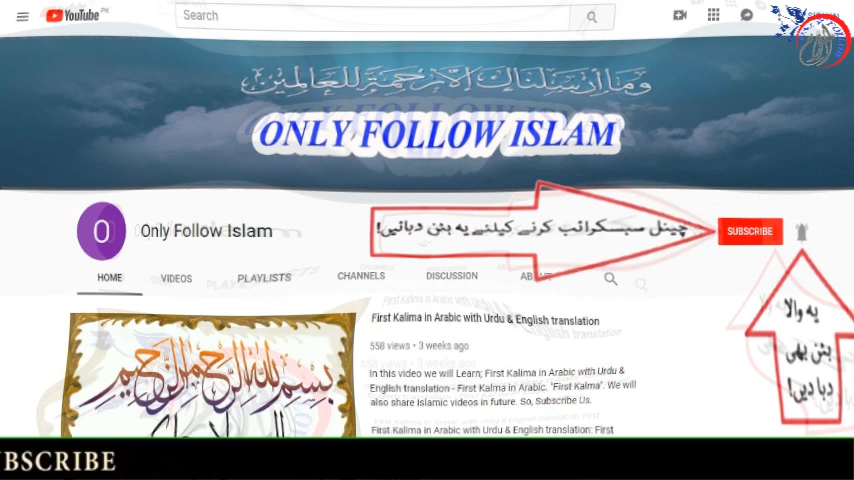 YouTube PK
Search
وما أرسلناك إلا رحمة للعالمين
ONLY FOLLOW ISLAM
O
Only Follow Islam
چینل سبسکرائب کرنے کیلئے یہ بٹن دبائیں!
SUBSCRIBE
HOME VIDEOS PLAYLISTS CHANNELS DISCUSSION
یہ والا
بٹن بھی
دبا دیں!
First Kalima in Arabic with Urdu & English translation
558 views • 3 weeks ago
In this video we will Learn; First Kalima in Arabic with Urdu &
English translation - First Kalma in Arabic. "First Kalma". We will
also share Islamic videos in future. So, Subscribe Us.
First Kalima in Arabic with Urdu & English translation: First
بسم الله الرحمن الرحيم
UBSCRIBE